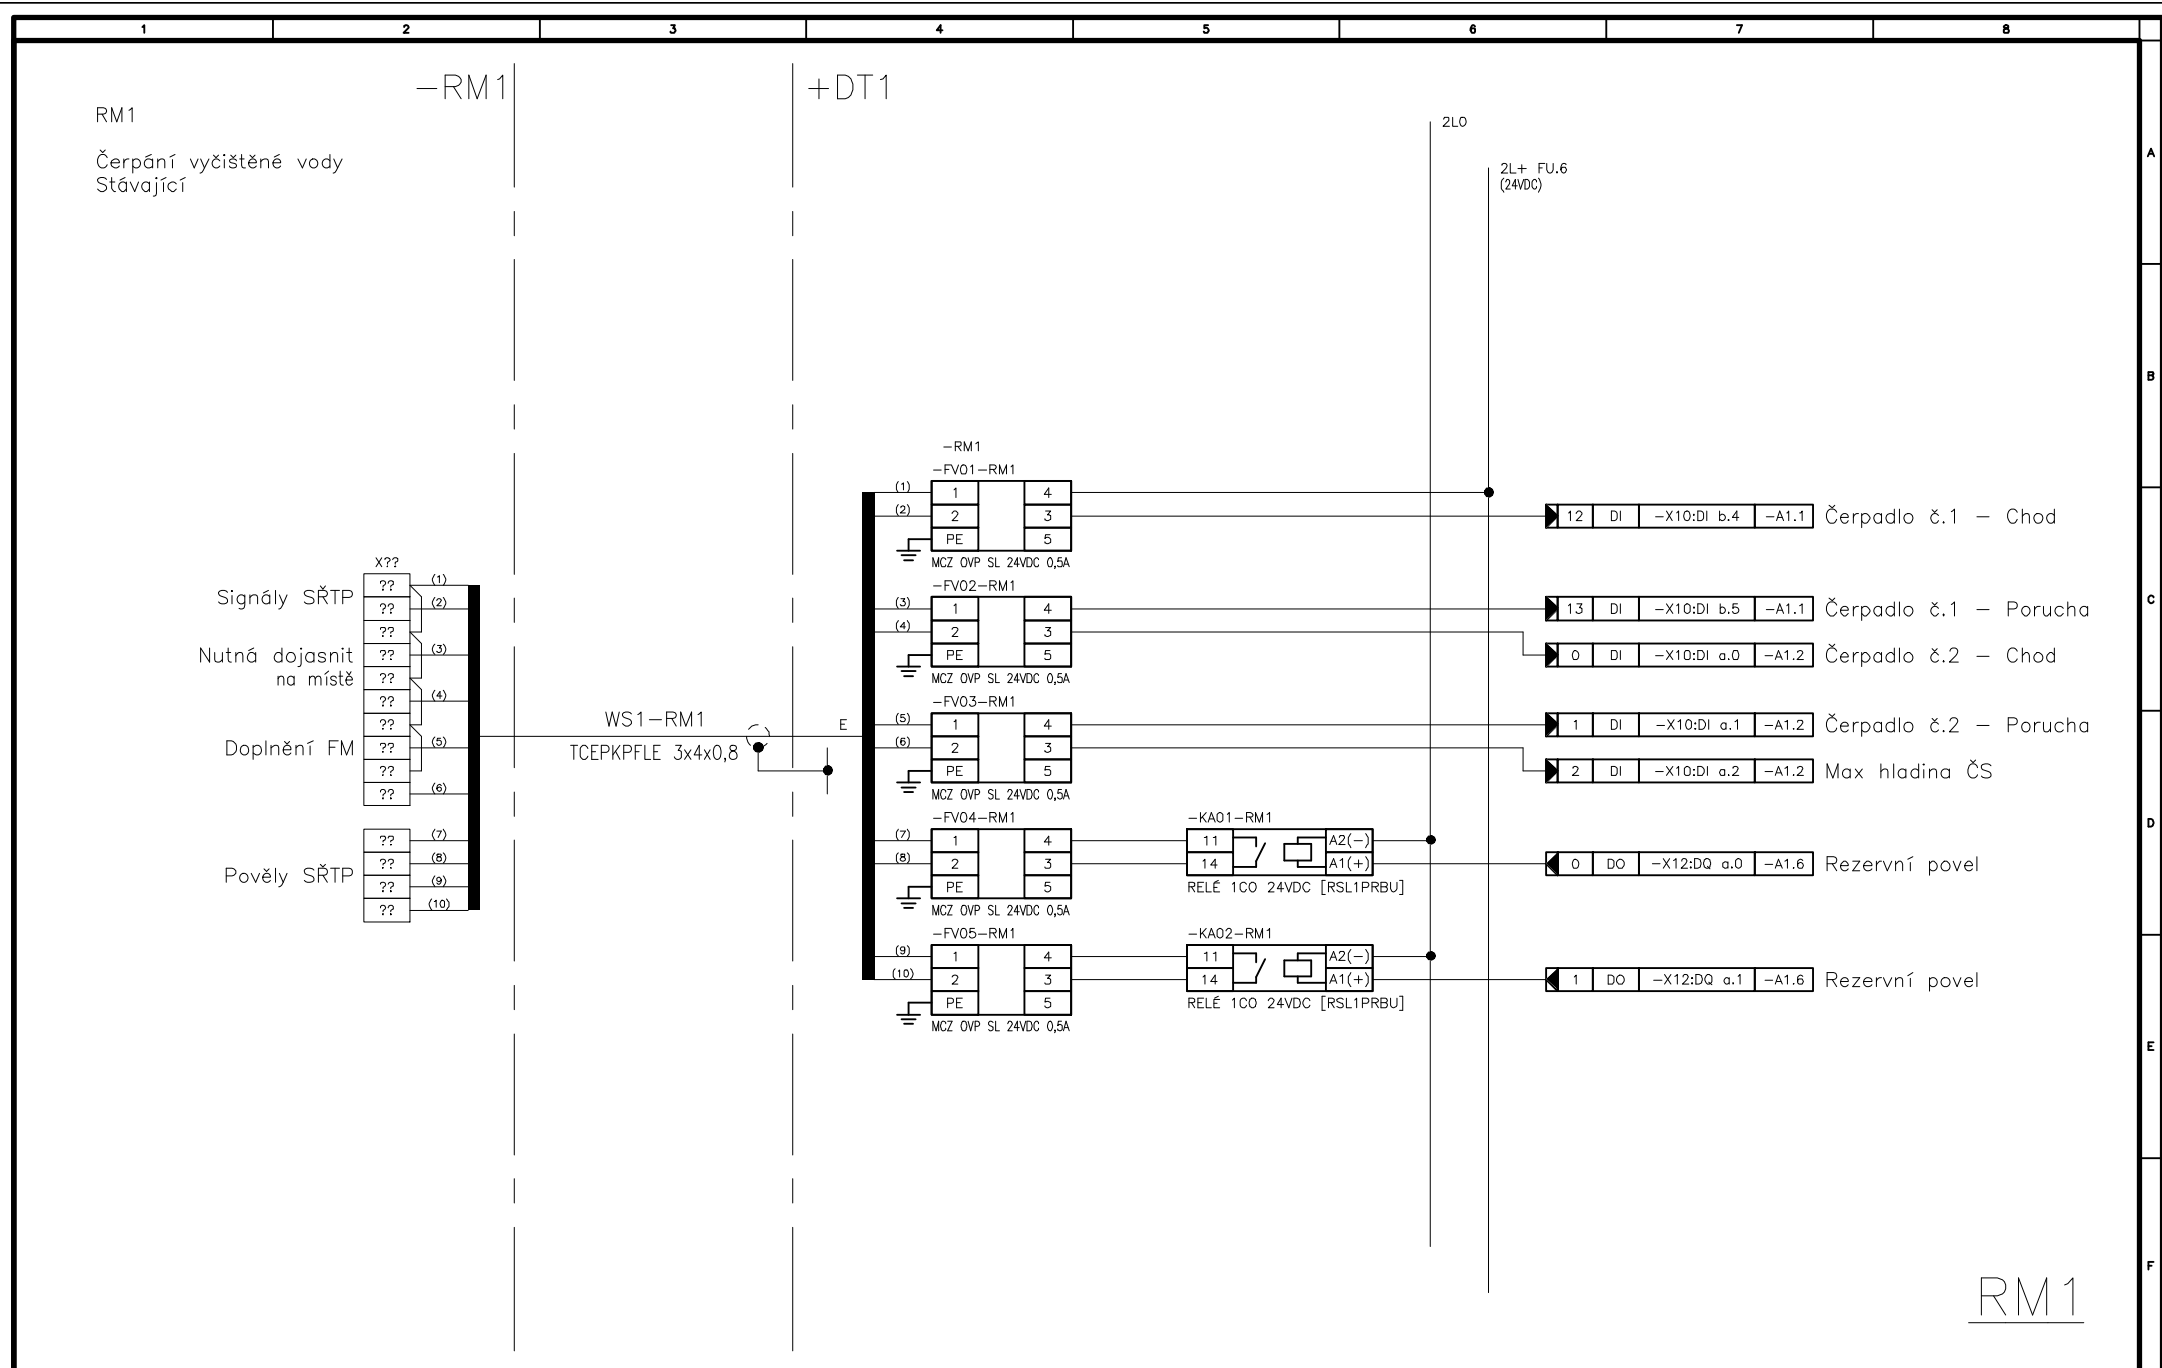 1 2 3 4 5 6 7 8
-RM1
+DT1
RM1
Čerpání vyčištěné vody
Stávající
2L0
2L+ FU.6
(24VDC)
A
B
C
D
E
F
X??
Signály SŘTP
Nutná dojasnit
na místě
Doplnění FM
?? (1)
?? (2)
??
?? (3)
??
?? (4)
??
?? (5)
??
?? (6)
Pověly SŘTP
?? (7)
?? (8)
?? (9)
?? (10)
WS1-RM1
TCEPKPFLE 3x4x0,8
E
-RM1
-FV01-RM1
(1) 1 4
(2) 2 3
PE 5
MCZ OVP SL 24VDC 0,5A
12 DI -X10:DI b.4 -A1.1 Čerpadlo č.1 - Chod
-FV02-RM1
(3) 1 4
(4) 2 3
PE 5
MCZ OVP SL 24VDC 0,5A
13 DI -X10:DI b.5 -A1.1 Čerpadlo č.1 - Porucha
0 DI -X10:DI a.0 -A1.2 Čerpadlo č.2 - Chod
-FV03-RM1
(5) 1 4
(6) 2 3
PE 5
MCZ OVP SL 24VDC 0,5A
1 DI -X10:DI a.1 -A1.2 Čerpadlo č.2 - Porucha
2 DI -X10:DI a.2 -A1.2 Max hladina ČS
-FV04-RM1
(7) 1 4
(8) 2 3
PE 5
MCZ OVP SL 24VDC 0,5A
-KA01-RM1
11 A2(-)
14 A1(+)
RELÉ 1CO 24VDC [RSL1PRBU]
0 DO -X12:DQ a.0 -A1.6 Rezervní povel
-FV05-RM1
(9) 1 4
(10) 2 3
PE 5
MCZ OVP SL 24VDC 0,5A
-KA02-RM1
11 A2(-)
14 A1(+)
RELÉ 1CO 24VDC [RSL1PRBU]
1 DO -X12:DQ a.1 -A1.6 Rezervní povel
RM1